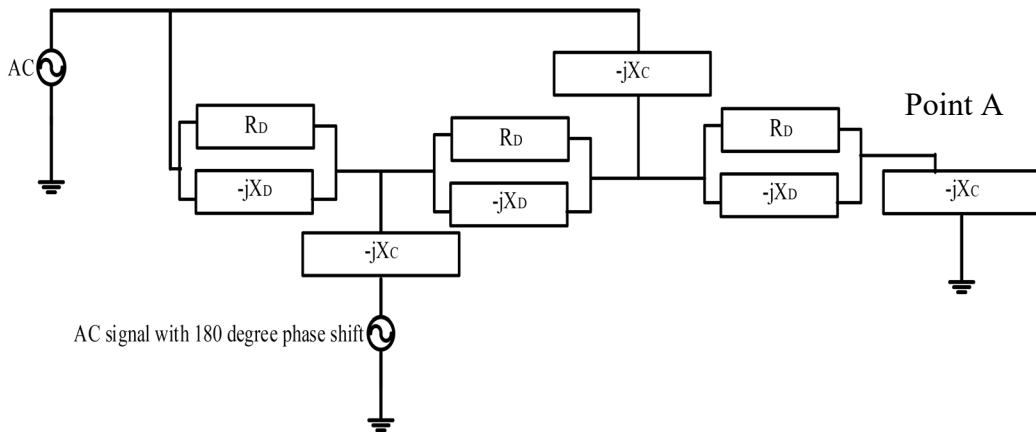 AC
-jXC
RD
-jXD
RD
-jXD
RD
-jXD
Point A
-jXC
-jXC
AC signal with 180 degree phase shift